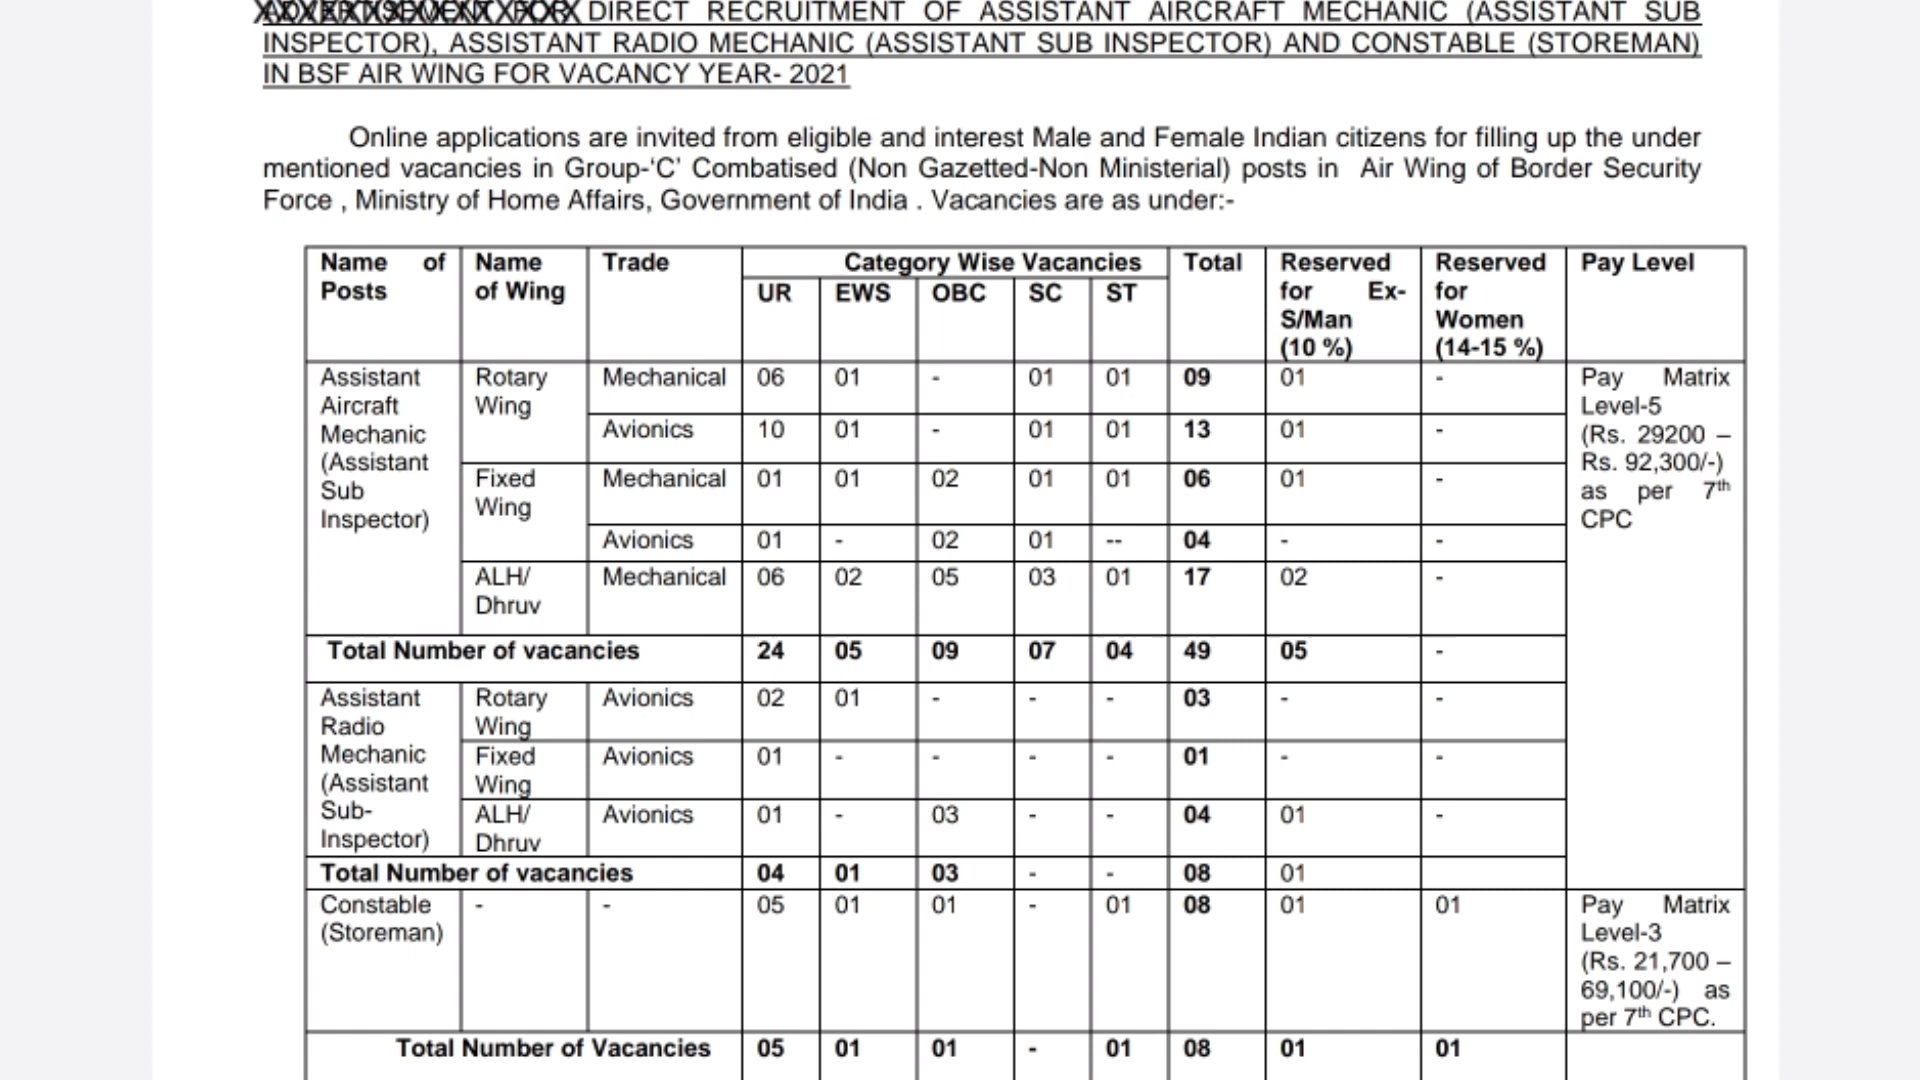 DIRECT RECRUITMENT OF ASSISTANT AIRCRAFT MECHANIC (ASSISTANT SUB
INSPECTOR), ASSISTANT RADIO MECHANIC (ASSISTANT SUB INSPECTOR) AND CONSTABLE (STOREMAN)
IN BSF AIR WING FOR VACANCY YEAR- 2021
Online applications are invited from eligible and interest Male and Female Indian citizens for filling up the under
mentioned vacancies in Group-‘C’ Combatised (Non Gazetted-Non Ministerial) posts in Air Wing of Border Security
Force , Ministry of Home Affairs, Government of India . Vacancies are as under:-
Name of Posts Name of Wing Trade Category Wise Vacancies Total Reserved for Ex-S/Man (10 %) Reserved for Women (14-15 %) Pay Level
UR EWS OBC SC ST
Assistant Aircraft Mechanic (Assistant Sub Inspector) Rotary Wing Mechanical 06 01 - 01 01 09 01 - Pay Matrix Level-5 (Rs. 29200 – Rs. 92,300/-) as per 7th CPC
Avionics 10 01 - 01 01 13 01 -
Fixed Wing Mechanical 01 01 02 01 01 06 01 -
Avionics 01 - 02 01 -- 04 - -
ALH/ Dhruv Mechanical 06 02 05 03 01 17 02 -
Total Number of vacancies 24 05 09 07 04 49 05 -
Assistant Radio Mechanic (Assistant Sub-Inspector) Rotary Wing Avionics 02 01 - - - 03 - -
Fixed Wing Avionics 01 - - - - 01 - -
ALH/ Dhruv Avionics 01 - 03 - - 04 01 -
Total Number of vacancies 04 01 03 - - 08 01
Constable (Storeman) - - 05 01 01 - 01 08 01 01 Pay Matrix Level-3 (Rs. 21,700 – 69,100/-) as per 7th CPC.
Total Number of Vacancies 05 01 01 - 01 08 01 01